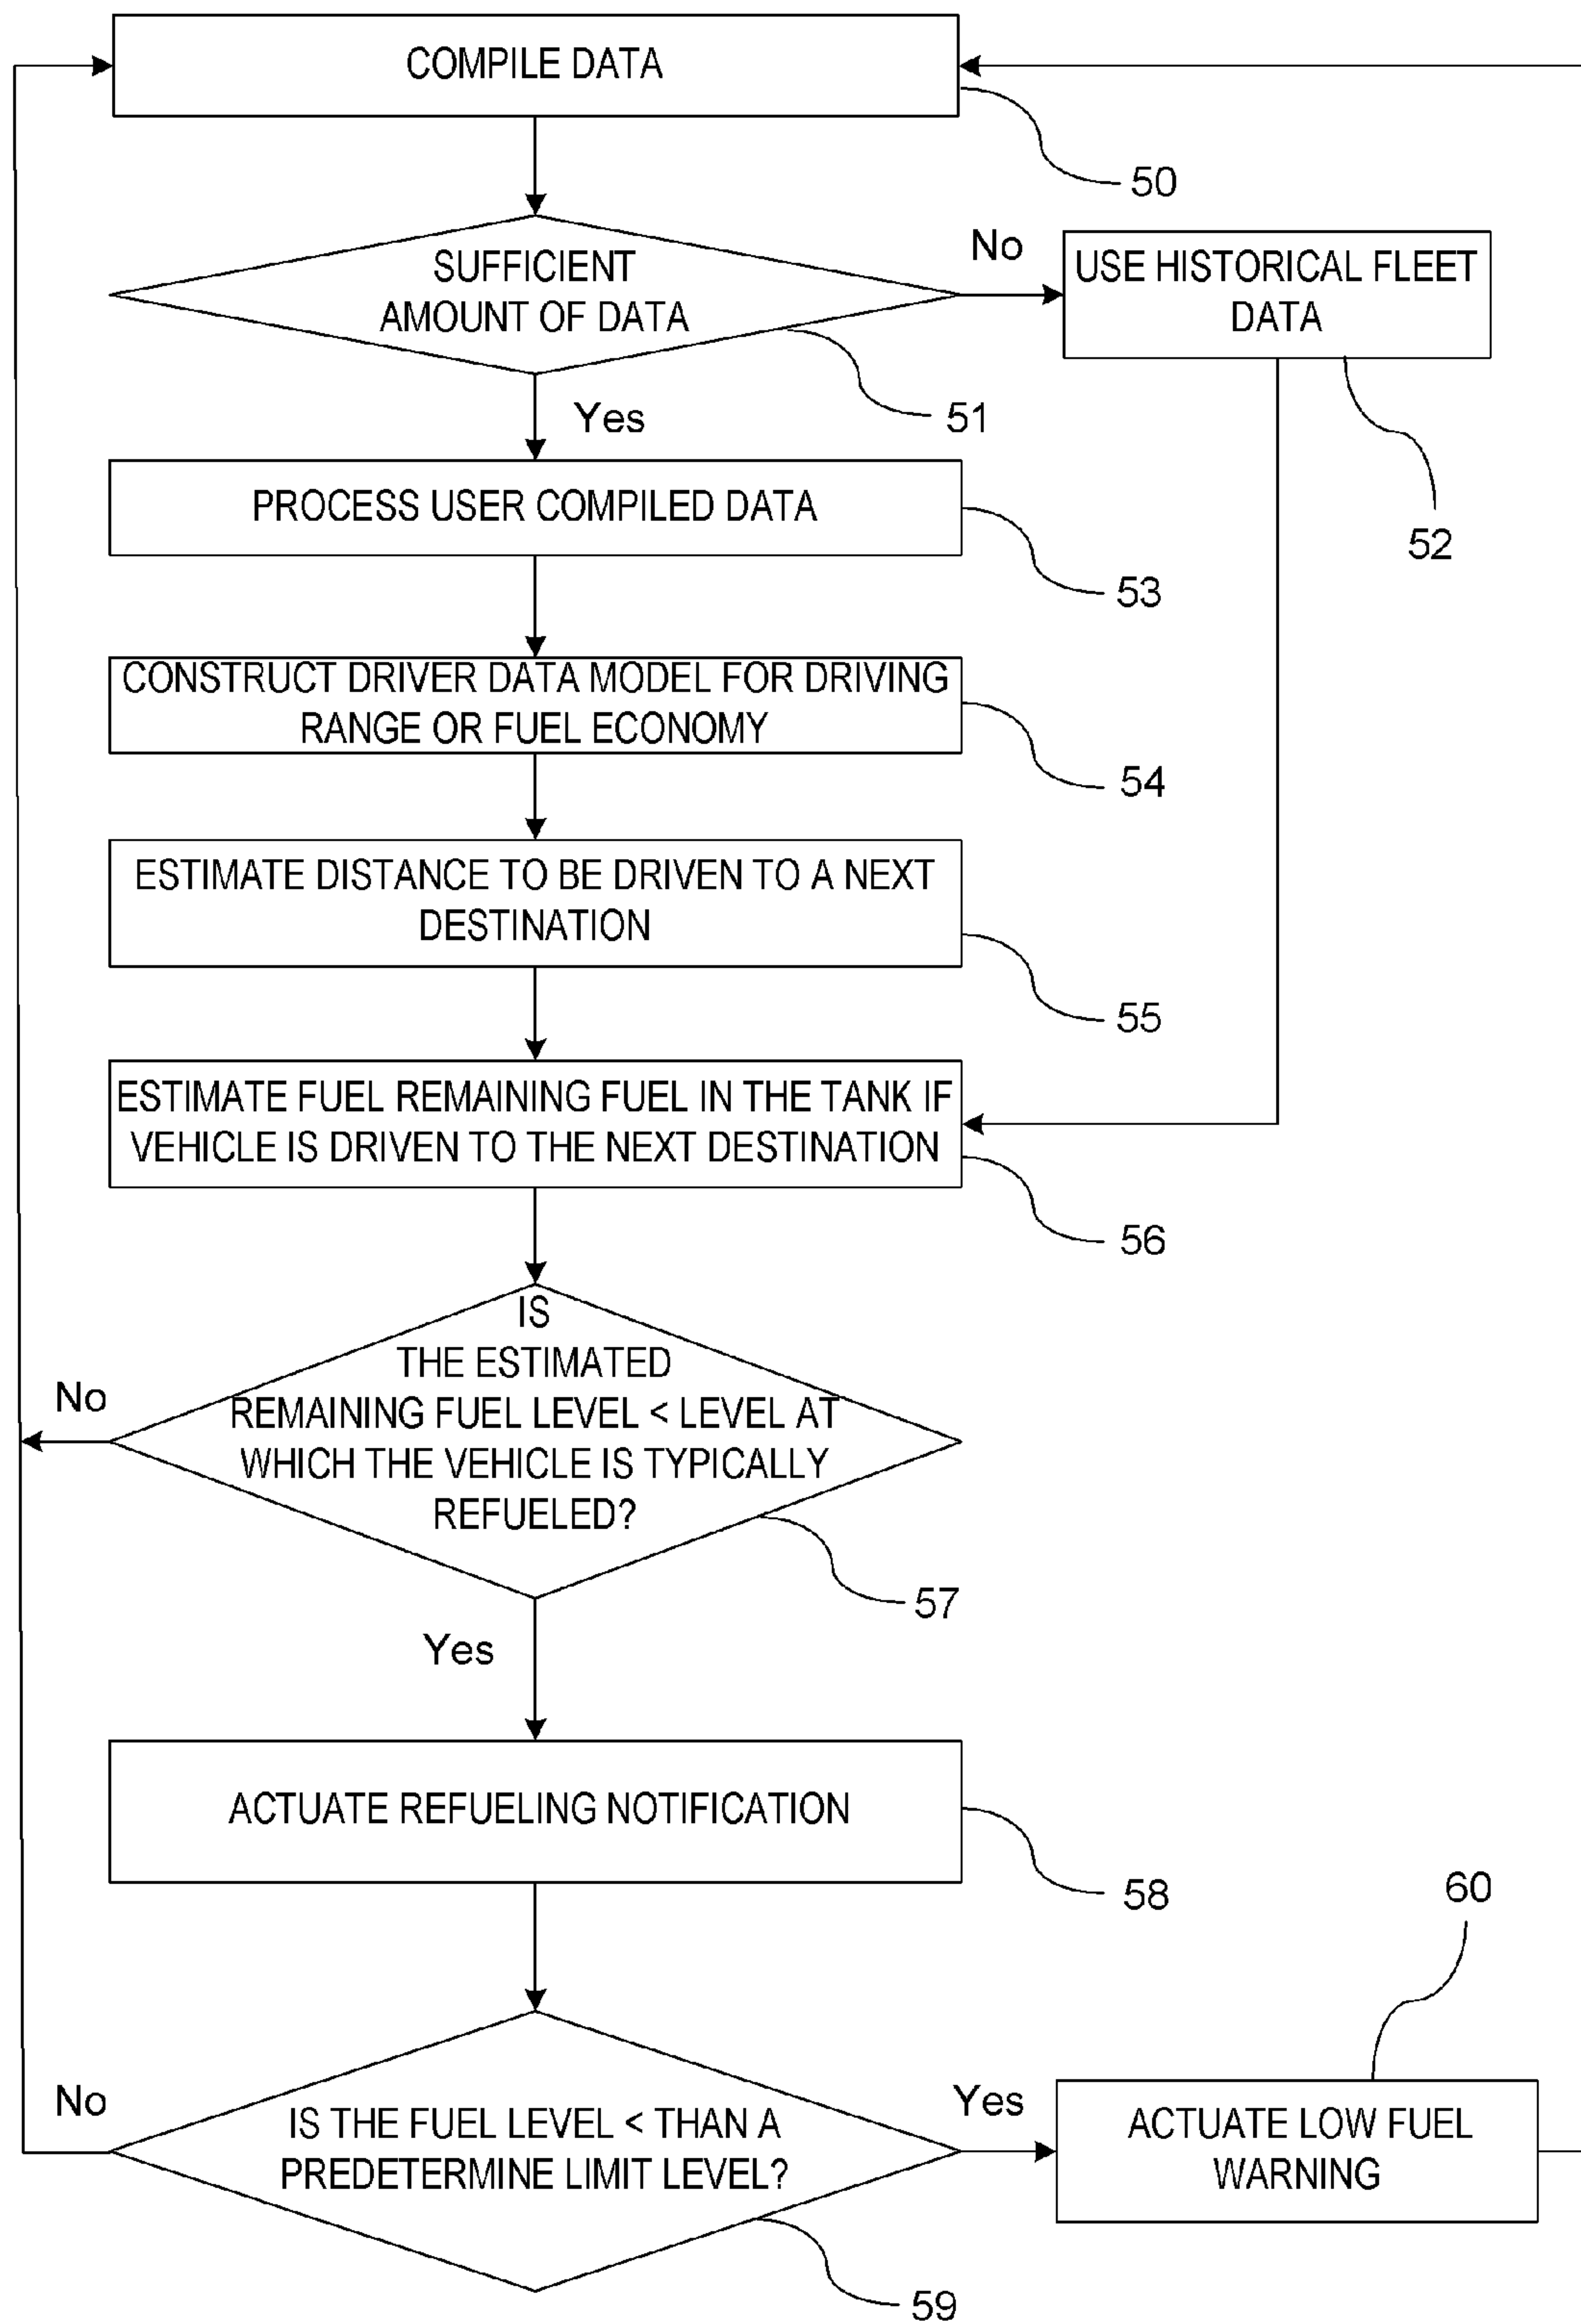 COMPILE DATA
50
SUFFICIENT
AMOUNT OF DATA
No
USE HISTORICAL FLEET
DATA
51
Yes
52
PROCESS USER COMPILED DATA
53
CONSTRUCT DRIVER DATA MODEL FOR DRIVING
RANGE OR FUEL ECONOMY
54
ESTIMATE DISTANCE TO BE DRIVEN TO A NEXT
DESTINATION
55
ESTIMATE FUEL REMAINING FUEL IN THE TANK IF
VEHICLE IS DRIVEN TO THE NEXT DESTINATION
56
IS
THE ESTIMATED
REMAINING FUEL LEVEL < LEVEL AT
WHICH THE VEHICLE IS TYPICALLY
REFUELED?
No
57
Yes
ACTUATE REFUELING NOTIFICATION
58
60
No
IS THE FUEL LEVEL < THAN A
PREDETERMINE LIMIT LEVEL?
Yes
ACTUATE LOW FUEL
WARNING
59